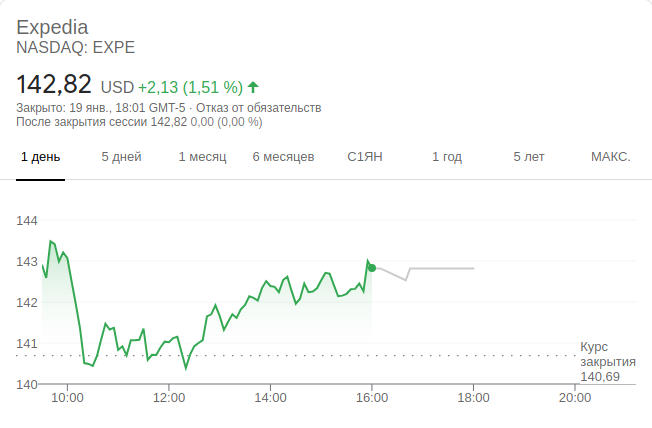 Expedia
NASDAQ: EXPE
142,82 USD +2,13 (1,51 %)
Закрыто: 19 янв., 18:01 GMT-5 · Отказ от обязательств
После закрытия сессии 142,82 0,00 (0,00 %)
1 день 5 дней 1 месяц 6 месяцев С1ЯН 1 год 5 лет МАКС.
144
143
142
141
140
Курс
закрытия
140,69
10:00 12:00 14:00 16:00 18:00 20:00